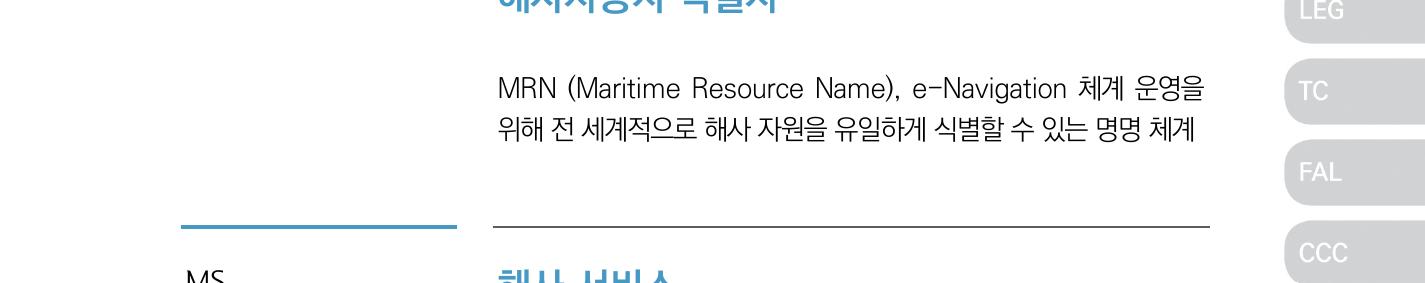 LEG
MRN (Maritime Resource Name), e-Navigation 체계 운영을
위해 전 세계적으로 해사 자원을 유일하게 식별할 수 있는 명명 체계
TC
FAL
CCC
MS
해사 서비스